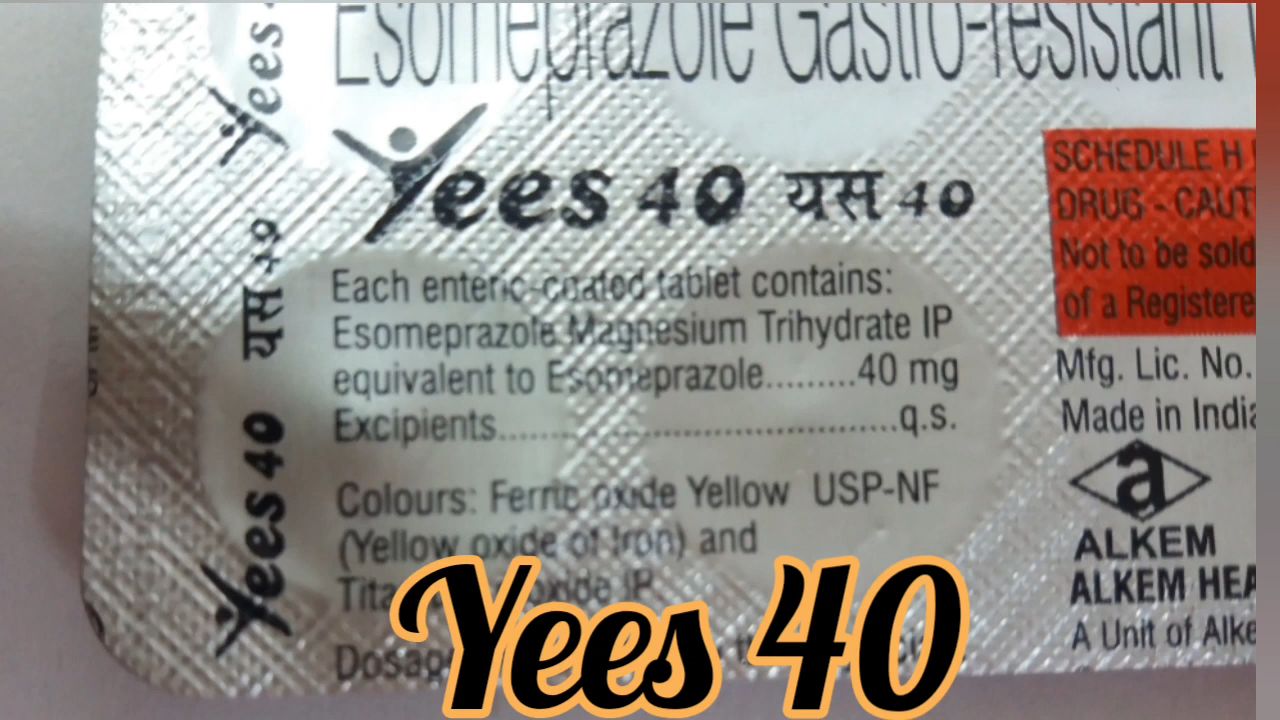 Yees
Esomeprazole Gastro-resistant
Yees 40 यस 40
यस 40
Yees 40
Each enteric-coated tablet contains:
Esomeprazole Magnesium Trihydrate IP
equivalent to Esomeprazole.........40 mg
Excipients.........................................q.s.
Colours: Ferric oxide Yellow USP-NF
(Yellow oxide of Iron) and
IP
SCHEDULE H
DRUG - CAUT
Not to be sold
of a Registere
Mfg. Lic. No.
Made in India
a
ALKEM
ALKEM HEA
A Unit of Alke
Yees 40